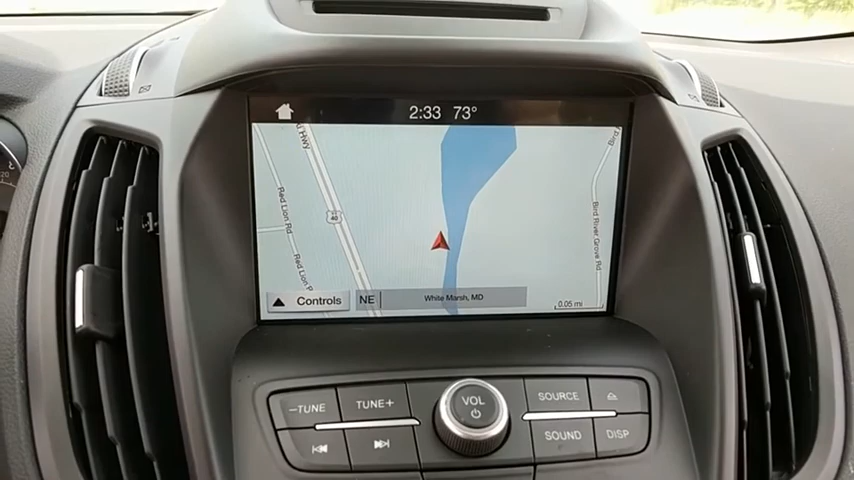 2:33 73°
Hwy
Bird
Red Lion Rd
40
Bird River Grove Rd
Red Lion R
Controls
NE
White Marsh, MD
0.05 mi
-TUNE
TUNE+
VOL
SOURCE
SOUND
DISP